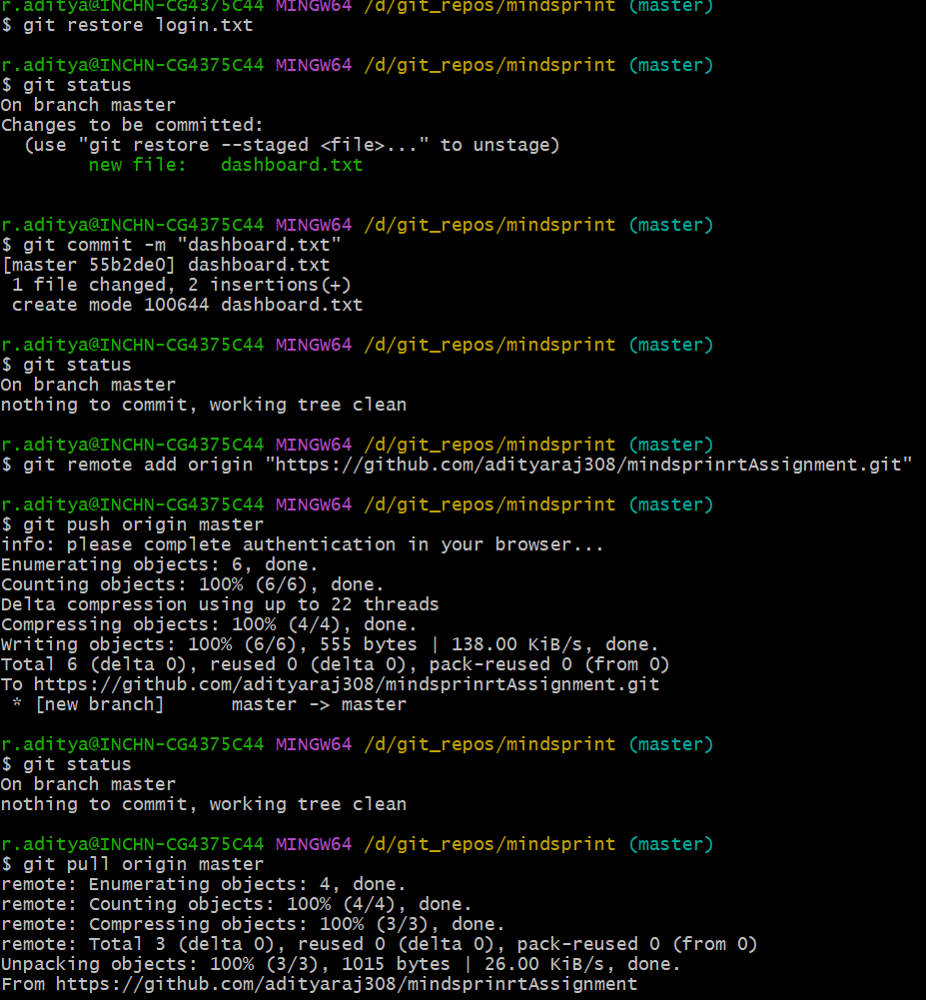 r.aditya@INCHN-CG4375C44 MINGW64 /d/git_repos/mindsprint (master)
$ git restore login.txt
r.aditya@INCHN-CG4375C44 MINGW64 /d/git_repos/mindsprint (master)
$ git status
On branch master
Changes to be committed:
  (use "git restore --staged <file>..." to unstage)
        new file:   dashboard.txt
r.aditya@INCHN-CG4375C44 MINGW64 /d/git_repos/mindsprint (master)
$ git commit -m "dashboard.txt"
[master 55b2de0] dashboard.txt
 1 file changed, 2 insertions(+)
 create mode 100644 dashboard.txt
r.aditya@INCHN-CG4375C44 MINGW64 /d/git_repos/mindsprint (master)
$ git status
On branch master
nothing to commit, working tree clean
r.aditya@INCHN-CG4375C44 MINGW64 /d/git_repos/mindsprint (master)
$ git remote add origin "https://github.com/adityaraj308/mindsprinrtAssignment.git"
r.aditya@INCHN-CG4375C44 MINGW64 /d/git_repos/mindsprint (master)
$ git push origin master
info: please complete authentication in your browser...
Enumerating objects: 6, done.
Counting objects: 100% (6/6), done.
Delta compression using up to 22 threads
Compressing objects: 100% (4/4), done.
Writing objects: 100% (6/6), 555 bytes | 138.00 KiB/s, done.
Total 6 (delta 0), reused 0 (delta 0), pack-reused 0 (from 0)
To https://github.com/adityaraj308/mindsprinrtAssignment.git
 * [new branch]      master -> master
r.aditya@INCHN-CG4375C44 MINGW64 /d/git_repos/mindsprint (master)
$ git status
On branch master
nothing to commit, working tree clean
r.aditya@INCHN-CG4375C44 MINGW64 /d/git_repos/mindsprint (master)
$ git pull origin master
remote: Enumerating objects: 4, done.
remote: Counting objects: 100% (4/4), done.
remote: Compressing objects: 100% (3/3), done.
remote: Total 3 (delta 0), reused 0 (delta 0), pack-reused 0 (from 0)
Unpacking objects: 100% (3/3), 1015 bytes | 26.00 KiB/s, done.
From https://github.com/adityaraj308/mindsprinrtAssignment